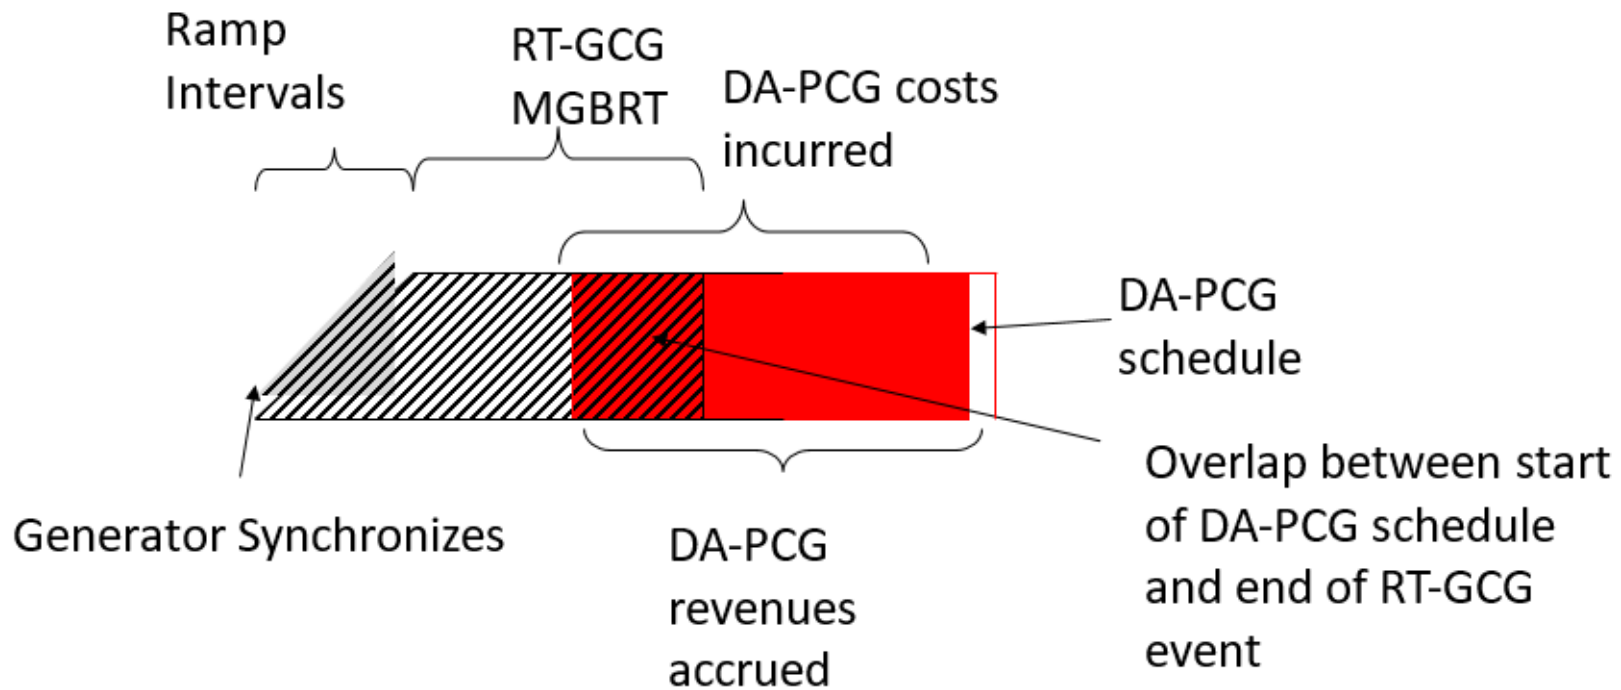 Ramp
Intervals
RT-GCG
MGBRT
DA-PCG costs
incurred
DA-PCG
schedule
Generator Synchronizes
DA-PCG
revenues
accrued
Overlap between start
of DA-PCG schedule
and end of RT-GCG
event